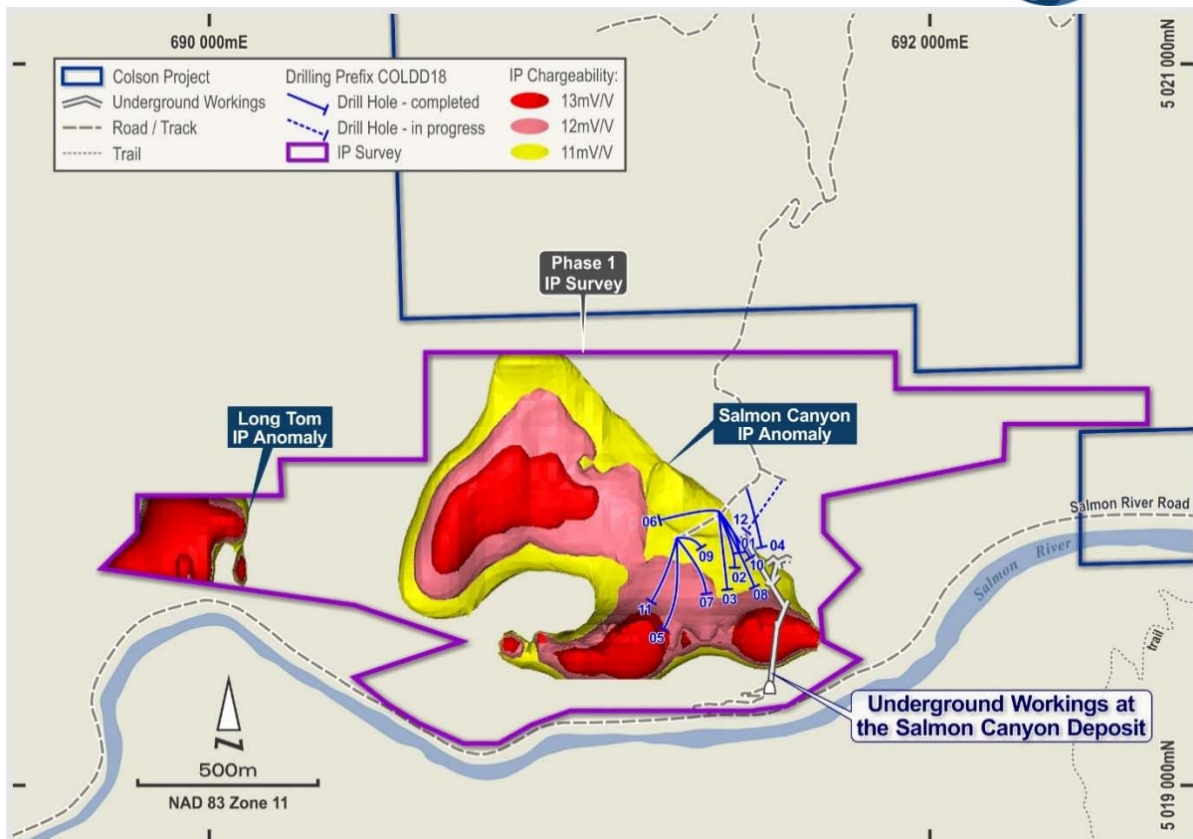 690 000mE
692 000mE
5 021 000mN
Colson Project
Underground Workings
Road / Track
Trail
Drilling Prefix COLDD18
Drill Hole - completed
Drill Hole - in progress
IP Survey
IP Chargeability:
13mV/V
12mV/V
11mV/V
Phase 1
IP Survey
Long Tom
IP Anomaly
Salmon Canyon
IP Anomaly
06
12
01
04
09
10
02
11
07
03
08
05
Salmon River Road
Salmon River
trail
Underground Workings at
the Salmon Canyon Deposit
N
500m
NAD 83 Zone 11
5 019 000mN